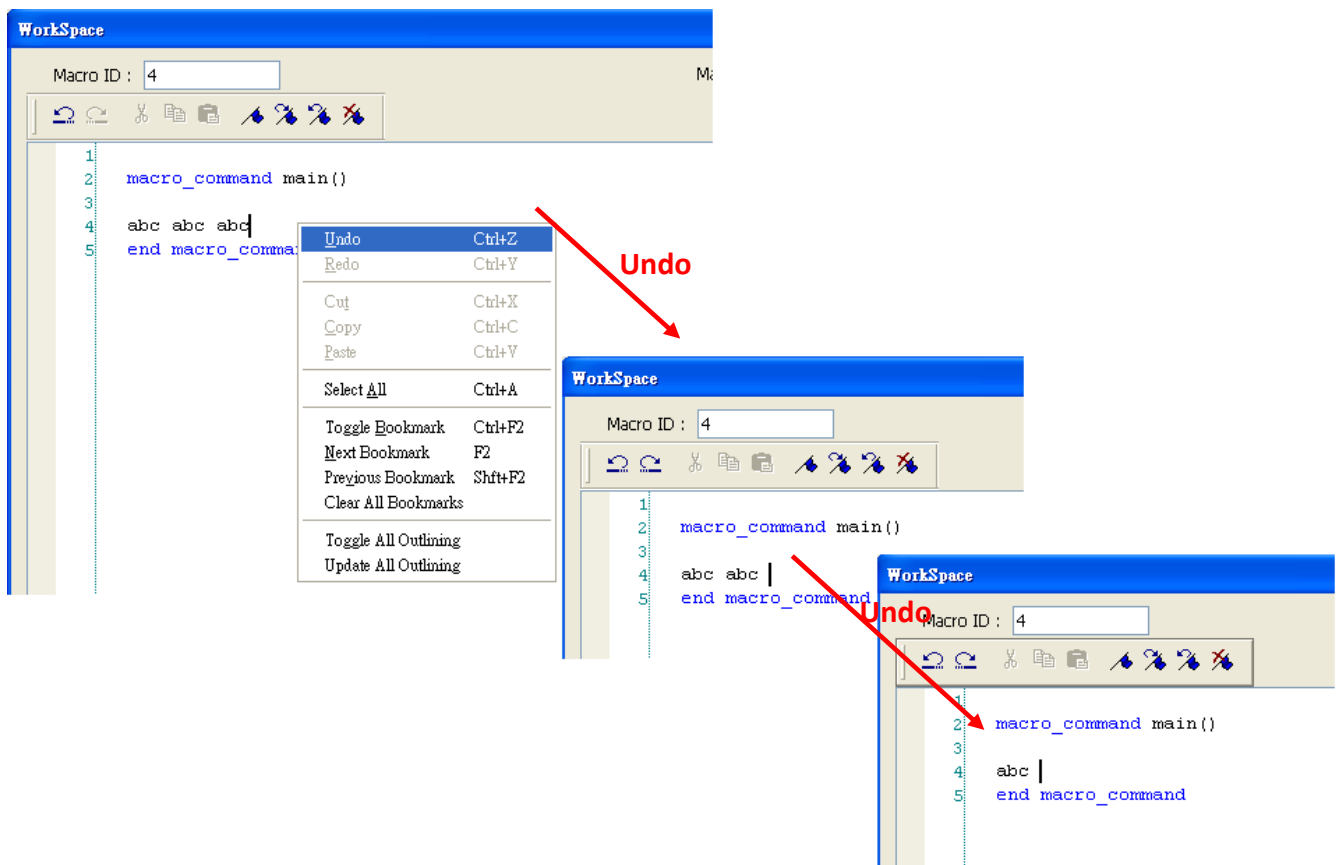 WorkSpace
Macro ID : 4
Ma
1
2 macro_command main()
3
4 abc abc abc
5 end macro_comma
Undo Ctrl+Z
Redo Ctrl+Y
Cut Ctrl+X
Copy Ctrl+C
Paste Ctrl+V
Select All Ctrl+A
Toggle Bookmark Ctrl+F2
Next Bookmark F2
Previous Bookmark Shft+F2
Clear All Bookmarks
Toggle All Outlining
Update All Outlining
Undo
WorkSpace
Macro ID : 4
1
2 macro_command main()
3
4 abc abc
5 end macro_command
Undo
WorkSpace
Macro ID : 4
1
2 macro_command main()
3
4 abc
5 end macro_command